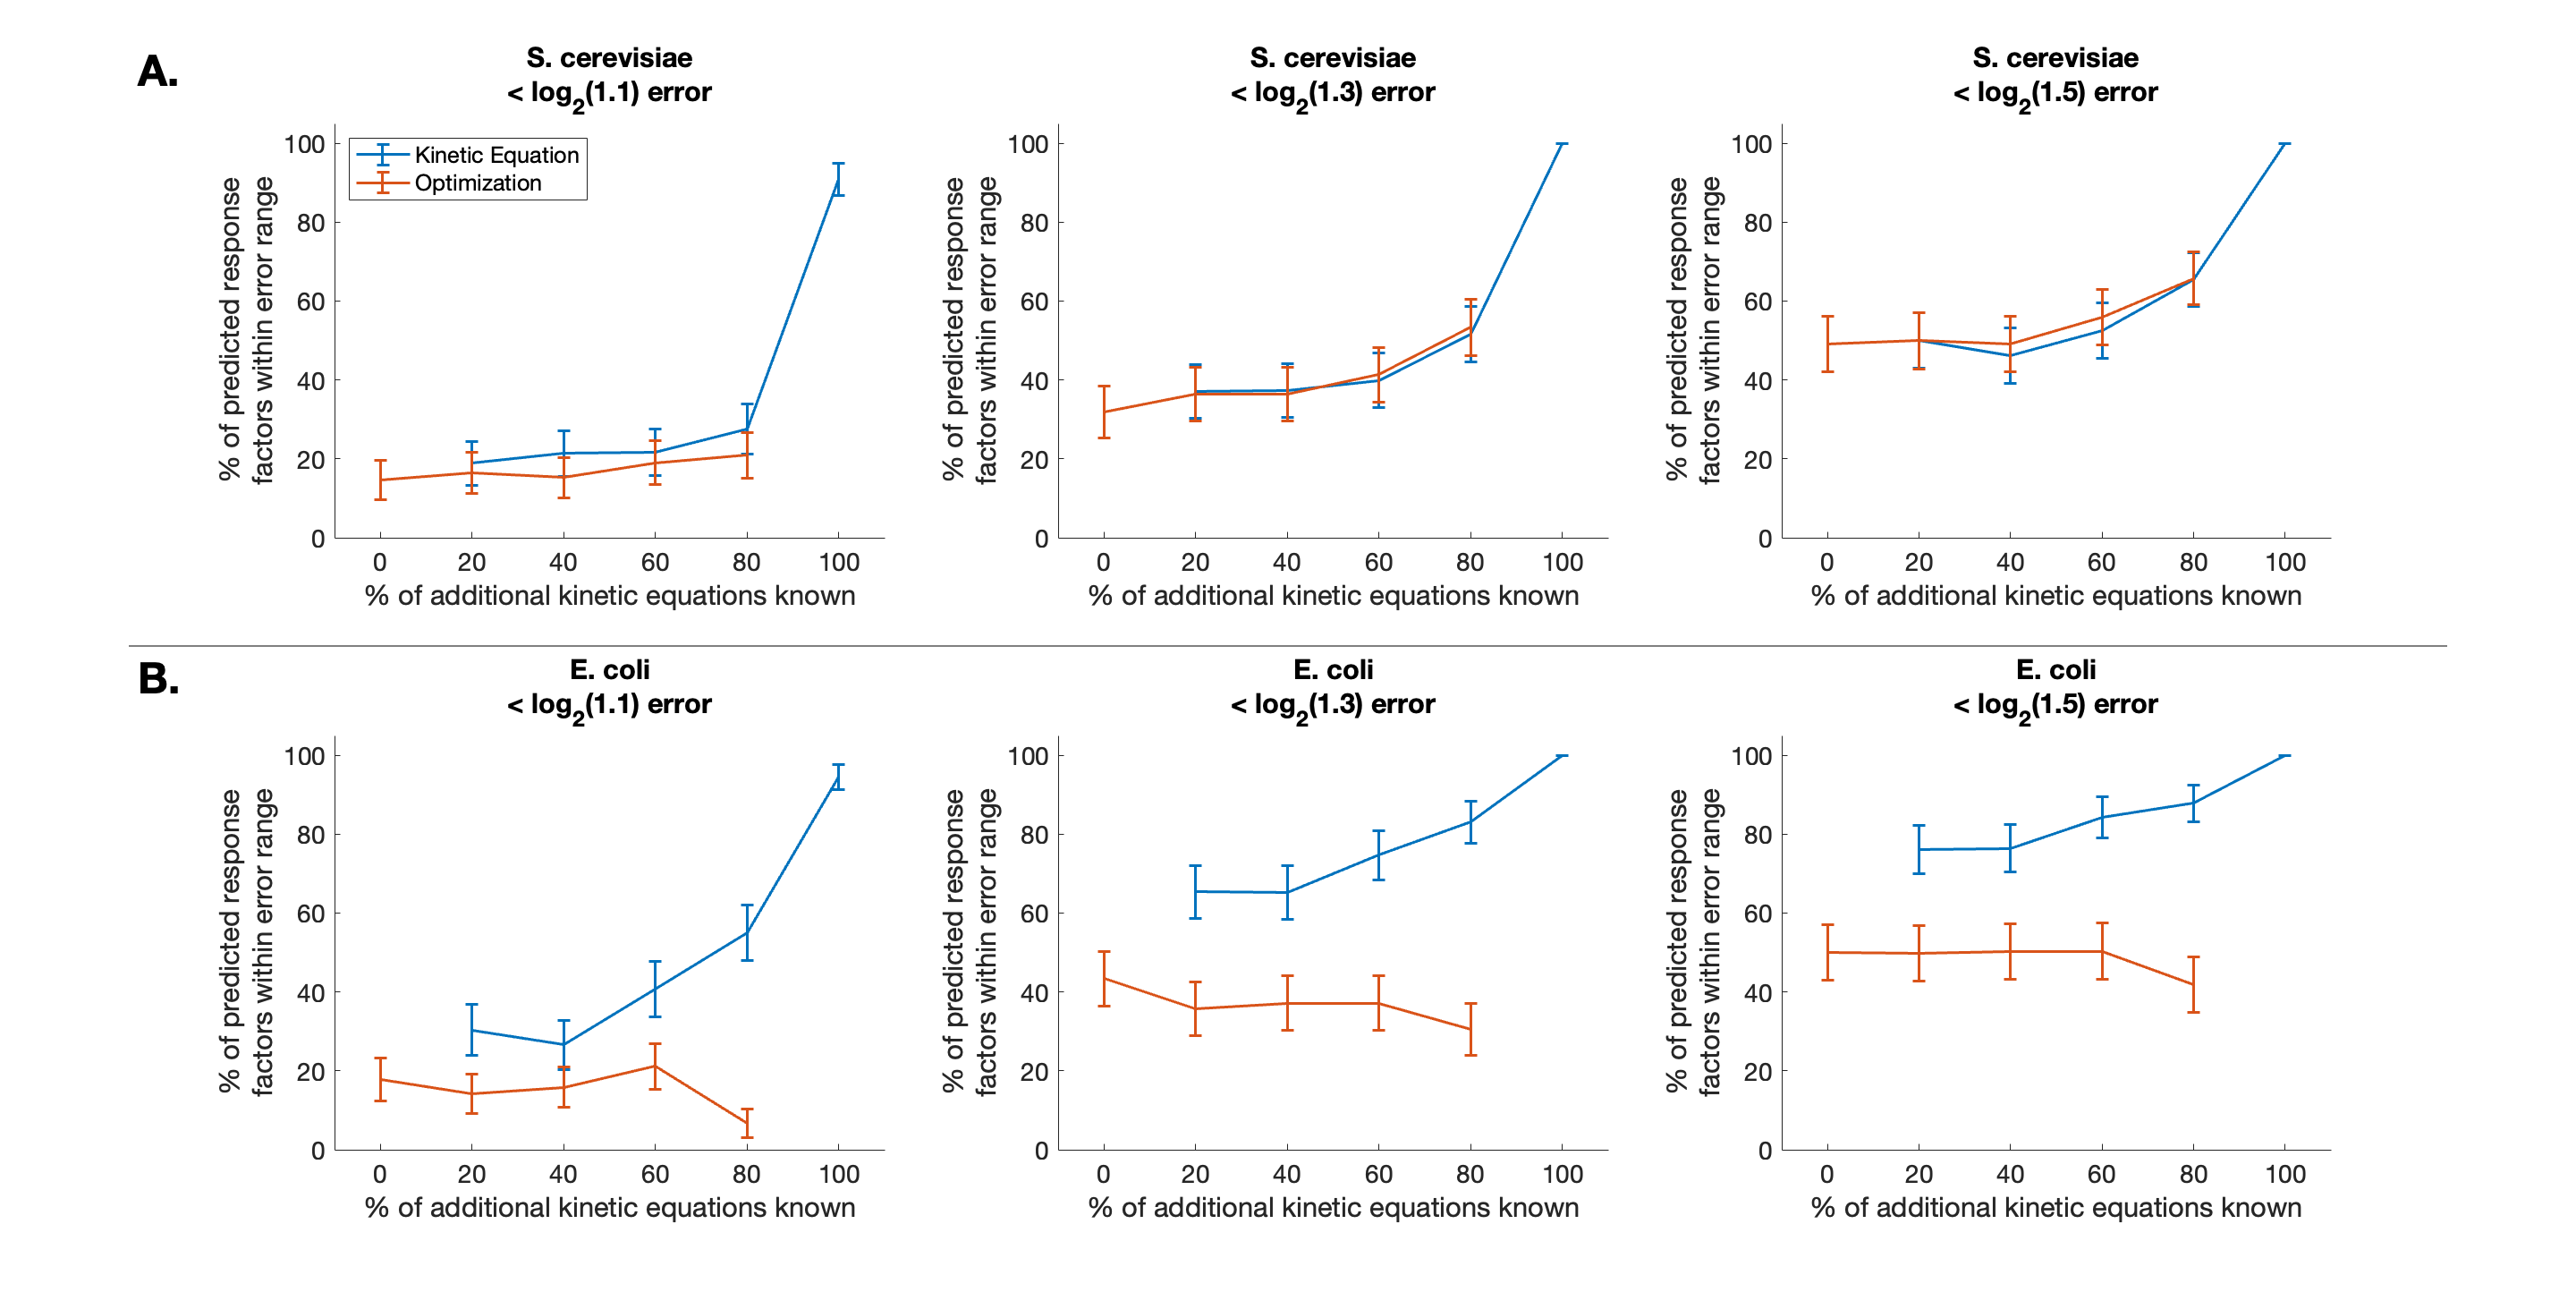 A.
S. cerevisiae
< log2(1.1) error
S. cerevisiae
< log2(1.3) error
S. cerevisiae
< log2(1.5) error
Kinetic Equation
Optimization
% of predicted response
factors within error range
100
80
60
40
20
0
0 20 40 60 80 100
% of additional kinetic equations known
% of predicted response
factors within error range
100
80
60
40
20
0
0 20 40 60 80 100
% of additional kinetic equations known
% of predicted response
factors within error range
100
80
60
40
20
0
0 20 40 60 80 100
% of additional kinetic equations known
B.
E. coli
< log2(1.1) error
E. coli
< log2(1.3) error
E. coli
< log2(1.5) error
% of predicted response
factors within error range
100
80
60
40
20
0
0 20 40 60 80 100
% of additional kinetic equations known
% of predicted response
factors within error range
100
80
60
40
20
0
0 20 40 60 80 100
% of additional kinetic equations known
% of predicted response
factors within error range
100
80
60
40
20
0
0 20 40 60 80 100
% of additional kinetic equations known